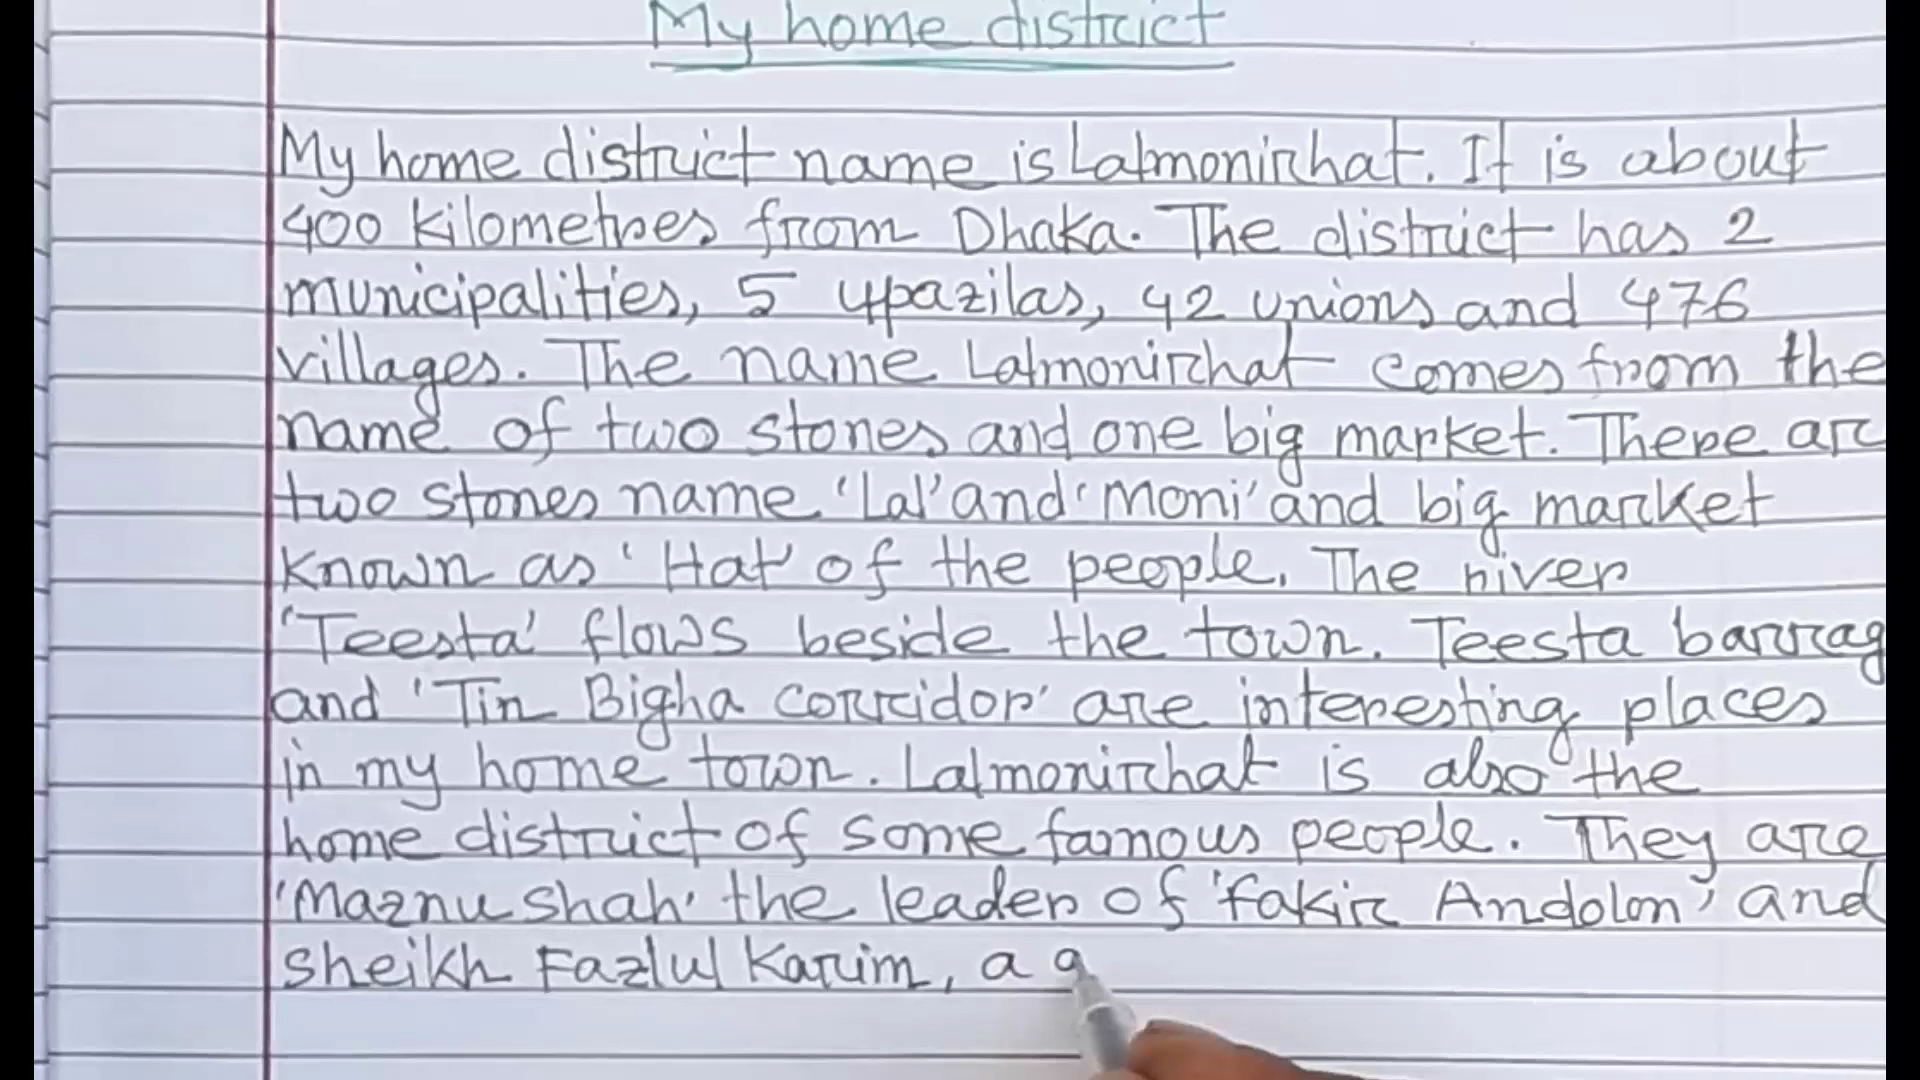 My home district
My home district name is Lalmonirhat. It is about
400 kilometres from Dhaka. The district has 2
municipalities, 5 upazilas, 42 unions and 476
villages. The name Lalmonirhat comes from the
name of two stones and one big market. There are
two stones name 'Lal' and 'Moni' and big market
known as 'Hat' of the people. The river
'Teesta' flows beside the town. Teesta barrag
and 'Tin Bigha corridor' are interesting places
in my home town. Lalmonirhat is also the
home district of some famous people. They are
'Maznu shah' the leader of 'fakir Andolon' and
Sheikh Fazlul Karim, a